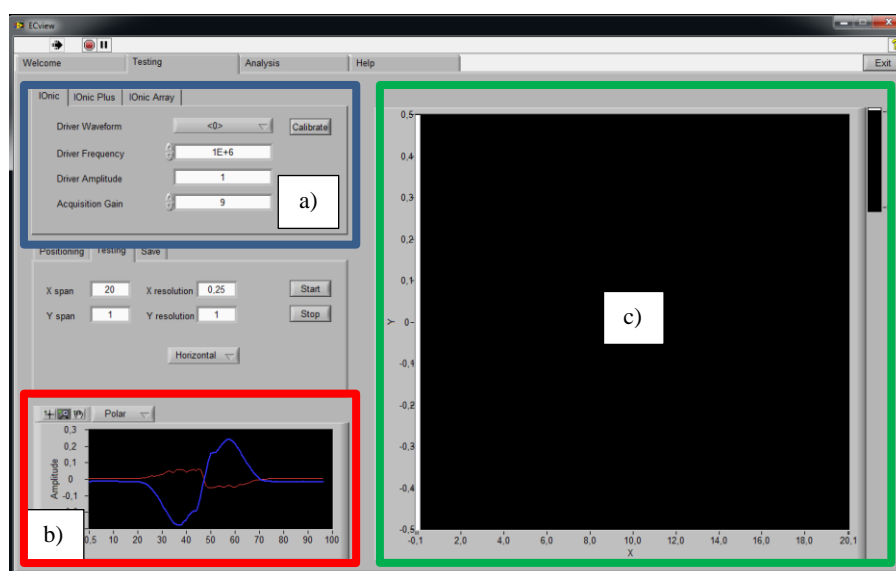 ECview
Welcome Testing Analysis Help Exit
IOnic IOnic Plus IOnic Array
Driver Waveform <0> Calibrate
Driver Frequency 1E+6
Driver Amplitude 1
Acquisition Gain 9
a)
Positioning Testing Save
X span 20 X resolution 0,25 Start
Y span 1 Y resolution 1 Stop
Horizontal
Polar
Amplitude
0,3
0,2
0,1
0
-0,1
b)
0,5 10 20 30 40 50 60 70 80 90 100
0,5
0,4
0,3
0,2
0,1
Y 0
-0,1
-0,2
-0,3
-0,4
-0,5
c)
-0,1 2,0 4,0 6,0 8,0 10,0 12,0 14,0 16,0 18,0 20,1
X